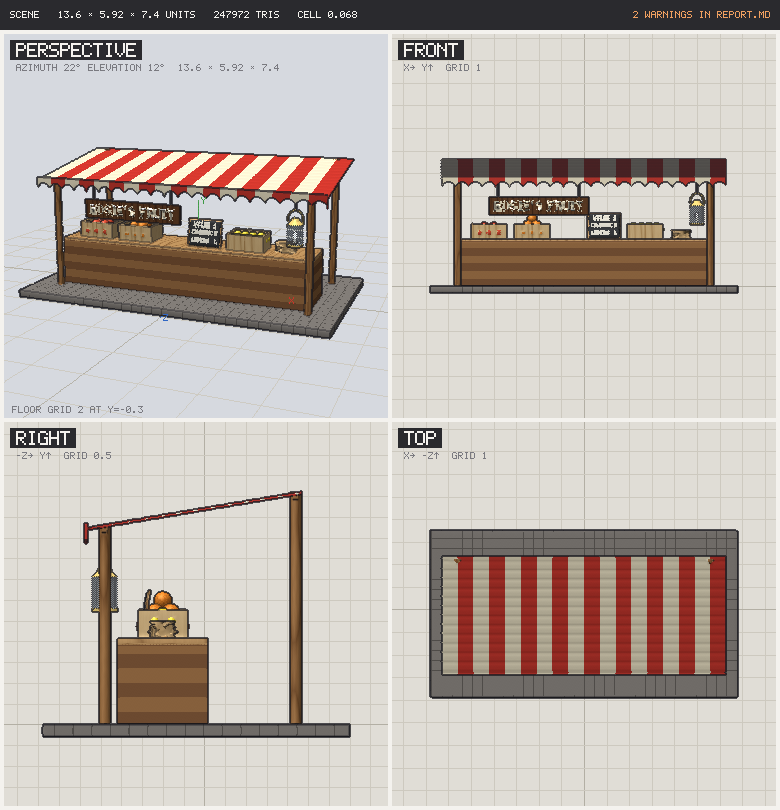 SCENE 13.6 × 5.92 × 7.4 UNITS 247972 TRIS CELL 0.068 2 WARNINGS IN REPORT.MD
PERSPECTIVE
AZIMUTH 22° ELEVATION 12° 13.6 × 5.92 × 7.4
FLOOR GRID 2 AT Y=-0.3
FRONT
X→ Y↑ GRID 1
RIGHT
-Z→ Y↑ GRID 0.5
TOP
X→ -Z↑ GRID 1